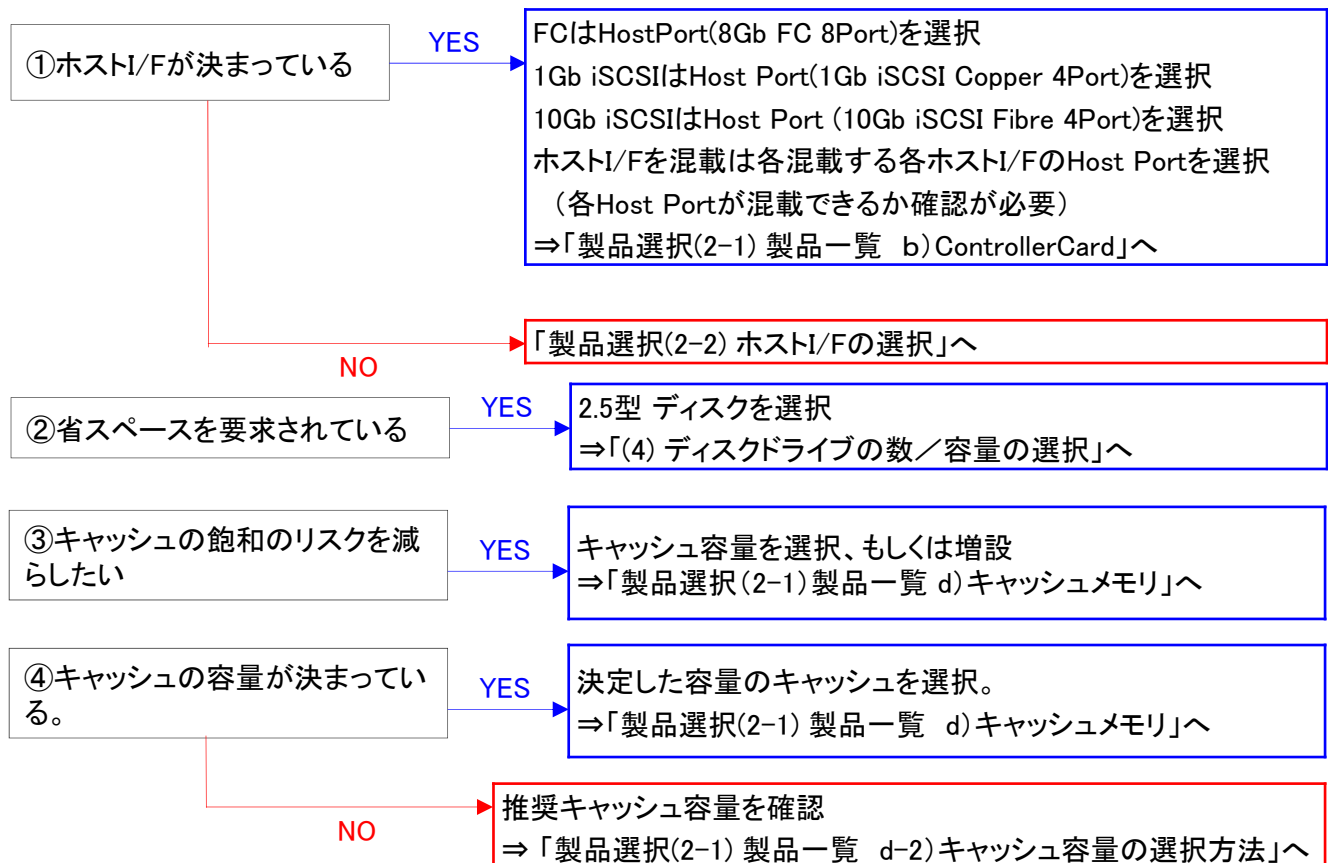 ①ホストI/Fが決まっている
YES
FCはHostPort(8Gb FC 8Port)を選択
1Gb iSCSIはHost Port(1Gb iSCSI Copper 4Port)を選択
10Gb iSCSIはHost Port (10Gb iSCSI Fibre 4Port)を選択
ホストI/Fを混載は各混載する各ホストI/FのHost Portを選択
（各Host Portが混載できるか確認が必要）
⇒「製品選択(2-1) 製品一覧 b）ControllerCard」へ
NO
「製品選択(2-2) ホストI/Fの選択」へ
②省スペースを要求されている
YES
2.5型 ディスクを選択
⇒「(4) ディスクドライブの数／容量の選択」へ
③キャッシュの飽和のリスクを減
らしたい
YES
キャッシュ容量を選択、もしくは増設
⇒「製品選択（2-1）製品一覧 d）キャッシュメモリ」へ
④キャッシュの容量が決まってい
る。
YES
決定した容量のキャッシュを選択。
⇒「製品選択(2-1) 製品一覧 d）キャッシュメモリ」へ
NO
推奨キャッシュ容量を確認
⇒ 「製品選択(2-1) 製品一覧 d-2)キャッシュ容量の選択方法」へ